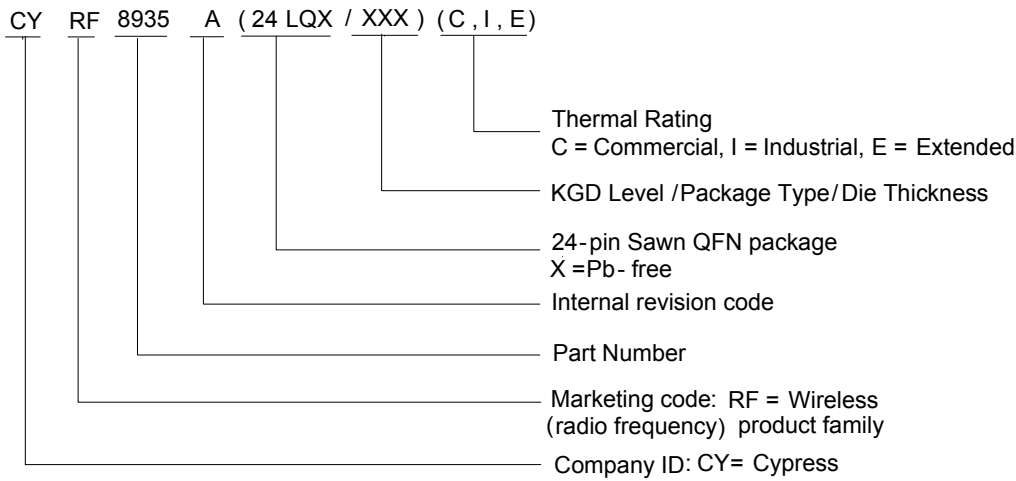 CY RF 8935 A ( 24 LQX / XXX ) ( C , I , E )
Thermal Rating
C = Commercial, I = Industrial, E = Extended
KGD Level /Package Type/Die Thickness
24-pin Sawn QFN package
X =Pb- free
Internal revision code
Part Number
Marketing code: RF = Wireless
(radio frequency) product family
Company ID: CY= Cypress